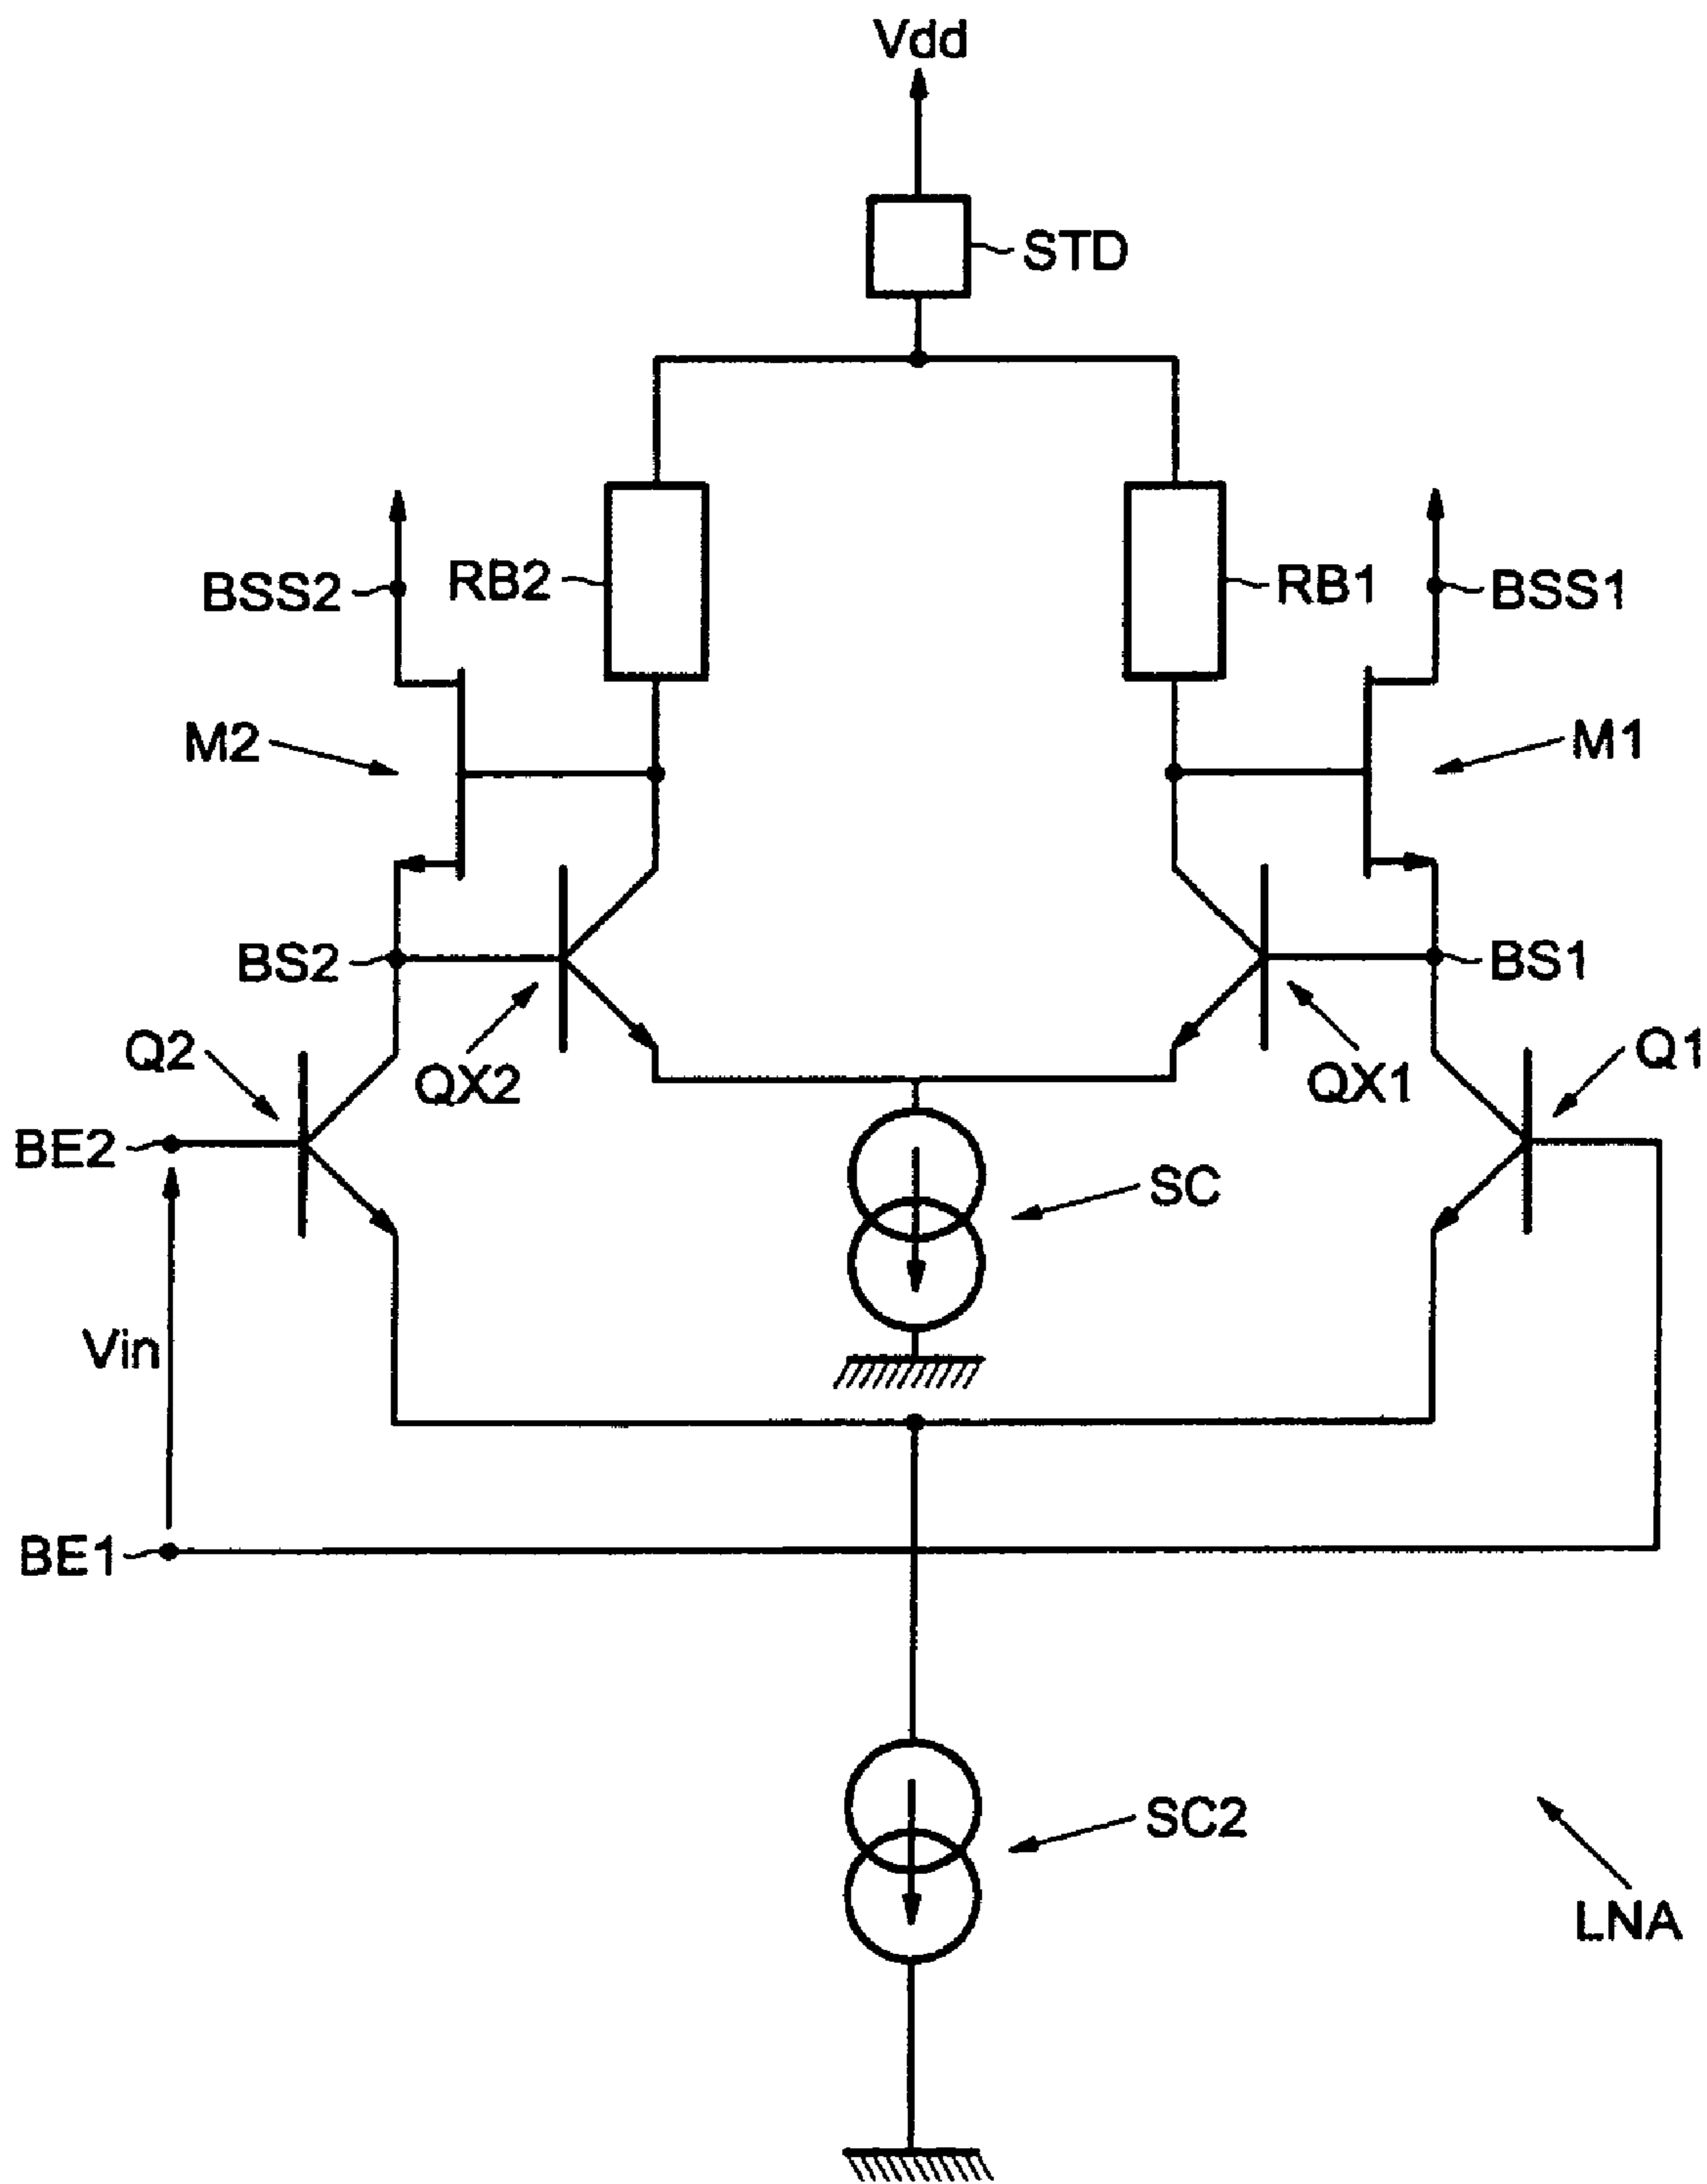 Vdd
STD
BSS2
RB2
RB1
BSS1
M2
M1
BS2
BS1
Q2
QX2
QX1
Q1
BE2
SC
Vin
BE1
SC2
LNA